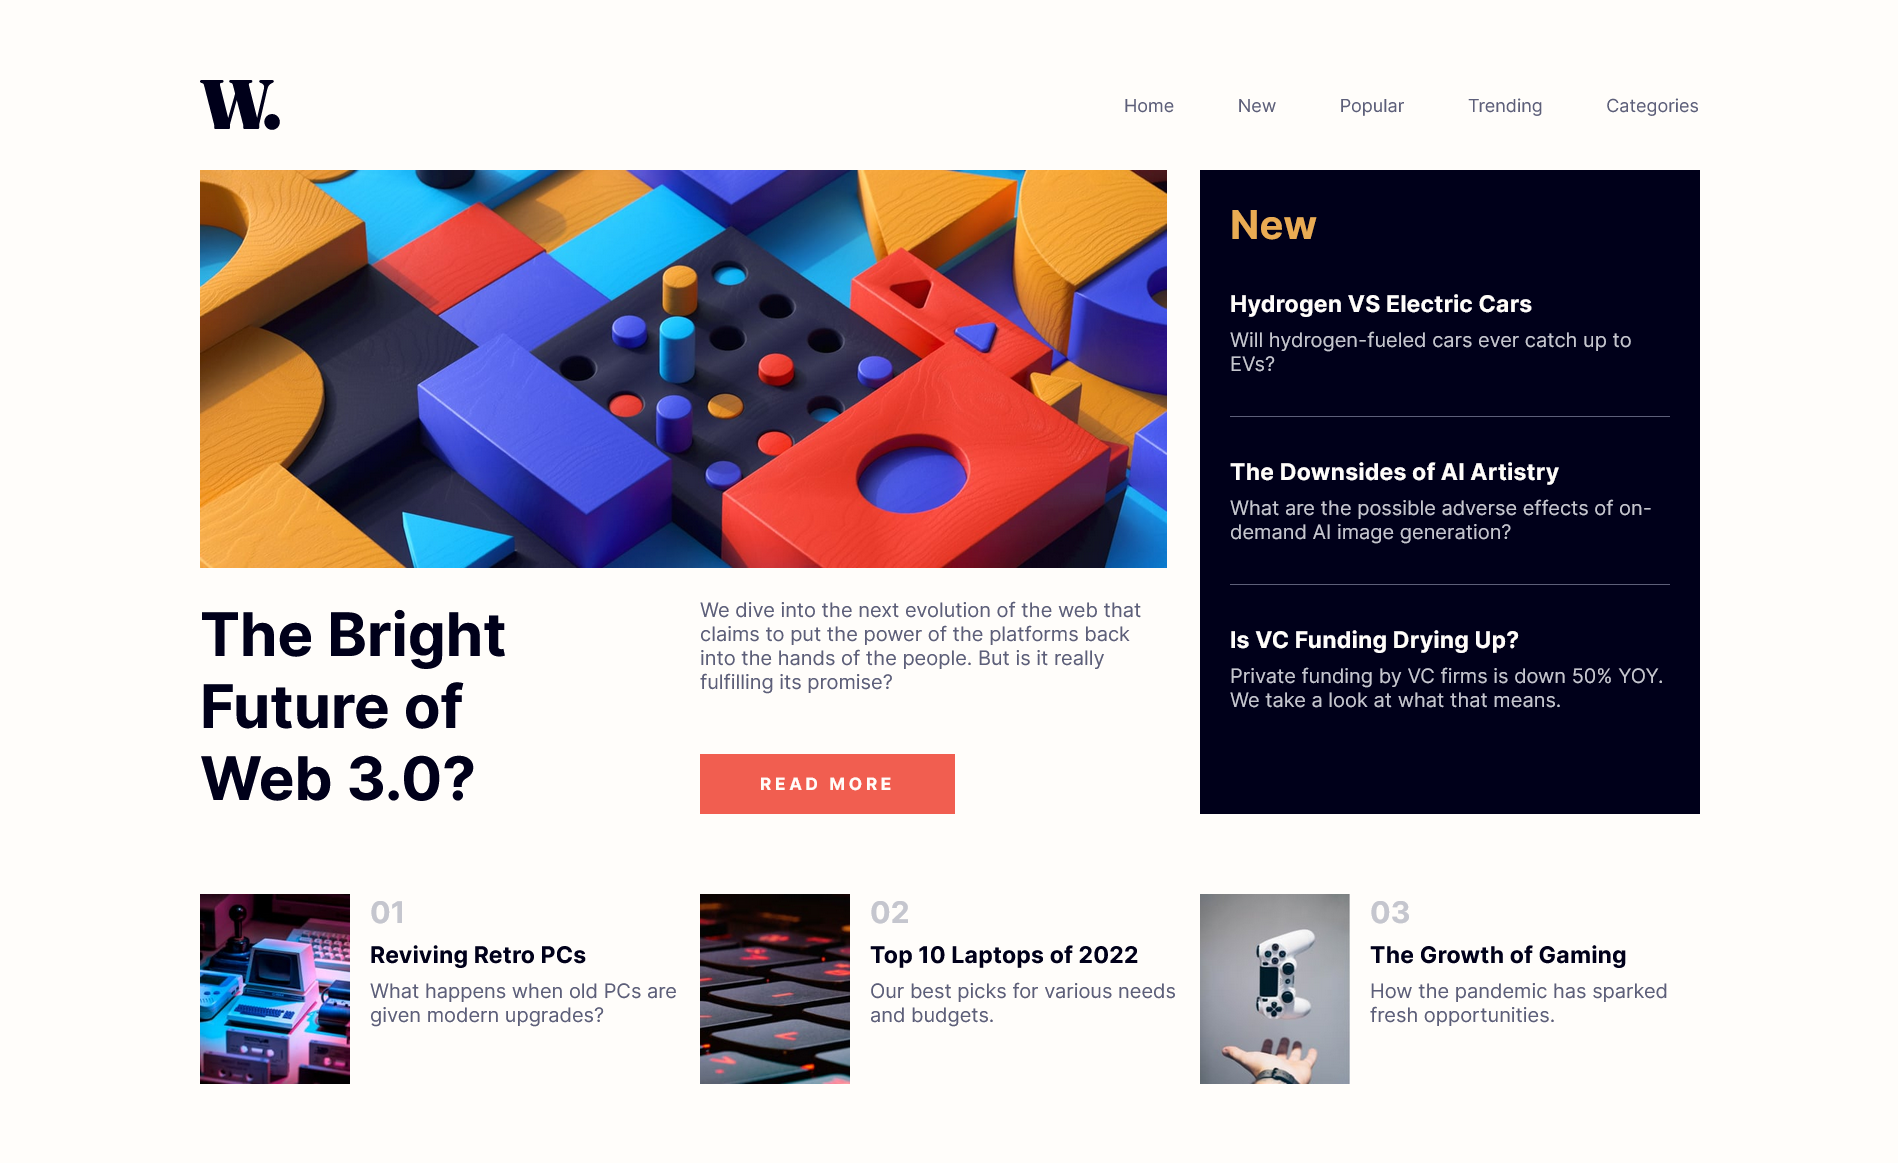 W.
Home New Popular Trending Categories
The Bright
Future of
Web 3.0?
We dive into the next evolution of the web that
claims to put the power of the platforms back
into the hands of the people. But is it really
fulfilling its promise?
READ MORE
New
Hydrogen VS Electric Cars
Will hydrogen-fueled cars ever catch up to
EVs?
The Downsides of AI Artistry
What are the possible adverse effects of on-
demand AI image generation?
Is VC Funding Drying Up?
Private funding by VC firms is down 50% YOY.
We take a look at what that means.
01
Reviving Retro PCs
What happens when old PCs are
given modern upgrades?
02
Top 10 Laptops of 2022
Our best picks for various needs
and budgets.
03
The Growth of Gaming
How the pandemic has sparked
fresh opportunities.